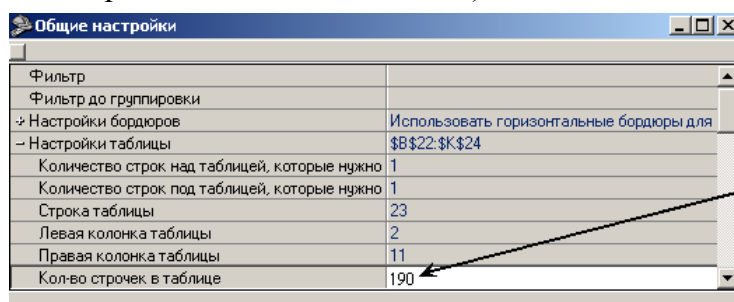 Общие настройки
Фильтр
Фильтр до группировки
Настройки бордюров Использовать горизонтальные бордюры для
Настройки таблицы $B$22:$K$24
Количество строк над таблицей, которые нужно 1
Количество строк под таблицей, которые нужно 1
Строка таблицы 23
Левая колонка таблицы 2
Правая колонка таблицы 11
Кол-во строчек в таблице 190